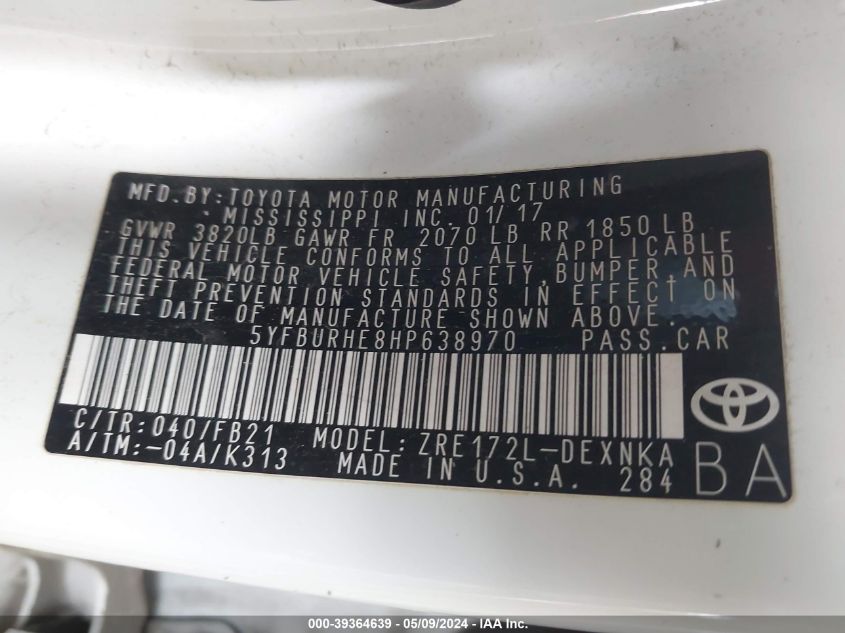 MFD.BY:TOYOTA MOTOR MANUFACTURING
MISSISSIPPI INC. 01/17
GVWR 3820LB GAWR FR 2070 LB RR 1850 LB
THIS VEHICLE CONFORMS TO ALL APPLICABLE
FEDERAL MOTOR VEHICLE SAFETY,BUMPER,AND
THEFT PREVENTION STANDARDS IN EFFECT ON
THE DATE OF MANUFACTURE SHOWN ABOVE.
5YFBURHE8HP638970 PASS.CAR
C/TR:040/FB21 MODEL:ZRE172L-DEXNKA
A/TM:-04A/K313 MADE IN U.S.A. 284
BA
000-39364639 / 05/09/2024 - IAA Inc.